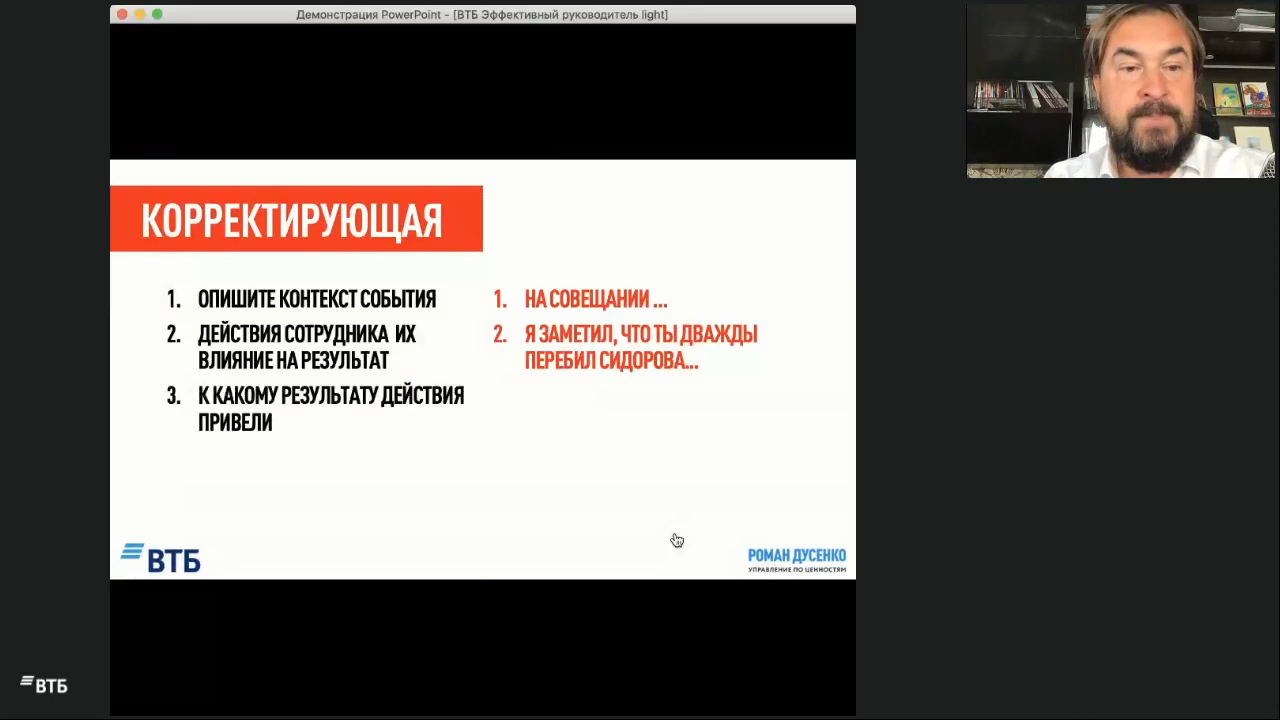 Демонстрация PowerPoint - [ВТБ Эффективный руководитель light]
КОРРЕКТИРУЮЩАЯ
1. ОПИШИТЕ КОНТЕКСТ СОБЫТИЯ
2. ДЕЙСТВИЯ СОТРУДНИКА ИХ
ВЛИЯНИЕ НА РЕЗУЛЬТАТ
3. К КАКОМУ РЕЗУЛЬТАТУ ДЕЙСТВИЯ
ПРИВЕЛИ
1. НА СОВЕЩАНИИ ...
2. Я ЗАМЕТИЛ, ЧТО ТЫ ДВАЖДЫ
ПЕРЕБИЛ СИДОРОВА...
ВТБ
РОМАН ДУСЕНКО
УПРАВЛЕНИЕ ПО ЦЕННОСТЯМ
ВТБ